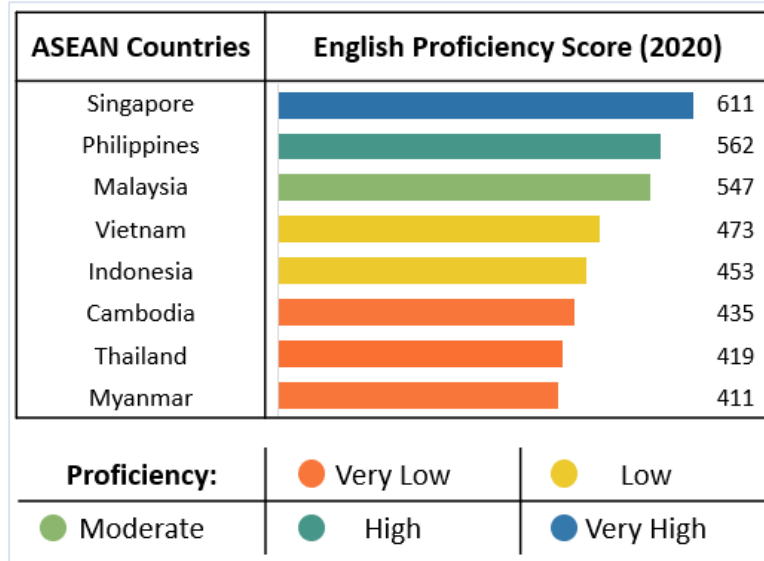 ASEAN Countries English Proficiency Score (2020)
Singapore 611
Philippines 562
Malaysia 547
Vietnam 473
Indonesia 453
Cambodia 435
Thailand 419
Myanmar 411
Proficiency: Very Low Low
Moderate High Very High